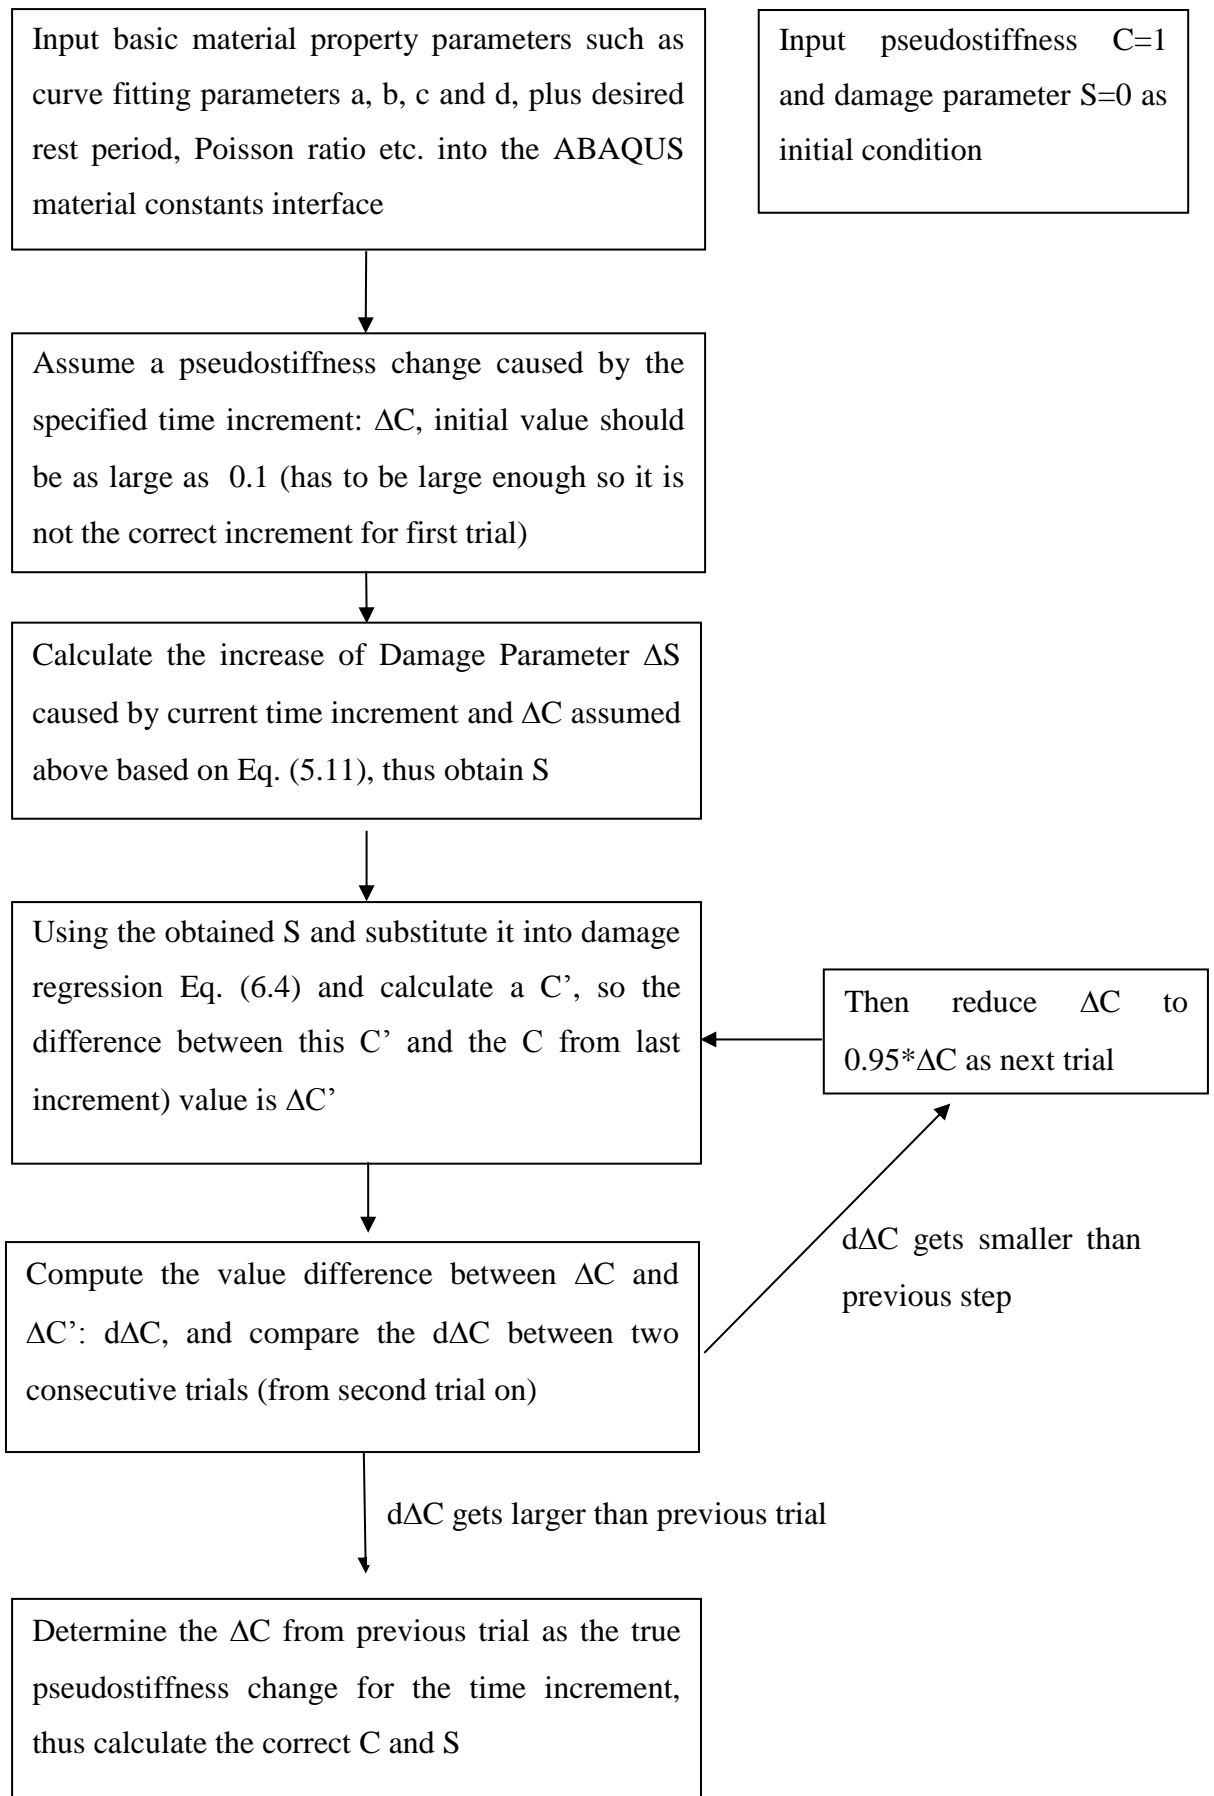 Input basic material property parameters such as
curve fitting parameters a, b, c and d, plus desired
rest period, Poisson ratio etc. into the ABAQUS
material constants interface
Input pseudostiffness C=1
and damage parameter S=0 as
initial condition
Assume a pseudostiffness change caused by the
specified time increment: ΔC, initial value should
be as large as 0.1 (has to be large enough so it is
not the correct increment for first trial)
Calculate the increase of Damage Parameter ΔS
caused by current time increment and ΔC assumed
above based on Eq. (5.11), thus obtain S
Using the obtained S and substitute it into damage
regression Eq. (6.4) and calculate a C’, so the
difference between this C’ and the C from last
increment) value is ΔC’
Then reduce ΔC to
0.95*ΔC as next trial
dΔC gets smaller than
previous step
Compute the value difference between ΔC and
ΔC’: dΔC, and compare the dΔC between two
consecutive trials (from second trial on)
dΔC gets larger than previous trial
Determine the ΔC from previous trial as the true
pseudostiffness change for the time increment,
thus calculate the correct C and S